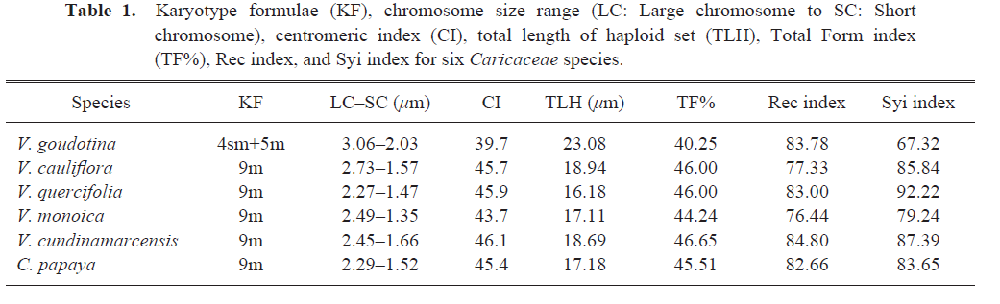 Table 1. Karyotype formulae (KF), chromosome size range (LC: Large chromosome to SC: Short
chromosome), centromeric index (CI), total length of haploid set (TLH), Total Form index
(TF%), Rec index, and Syi index for six Caricaceae species.
Species KF LC–SC (μm) CI TLH (μm) TF% Rec index Syi index
V. goudotina 4sm+5m 3.06–2.03 39.7 23.08 40.25 83.78 67.32
V. cauliflora 9m 2.73–1.57 45.7 18.94 46.00 77.33 85.84
V. quercifolia 9m 2.27–1.47 45.9 16.18 46.00 83.00 92.22
V. monoica 9m 2.49–1.35 43.7 17.11 44.24 76.44 79.24
V. cundinamarcensis 9m 2.45–1.66 46.1 18.69 46.65 84.80 87.39
C. papaya 9m 2.29–1.52 45.4 17.18 45.51 82.66 83.65